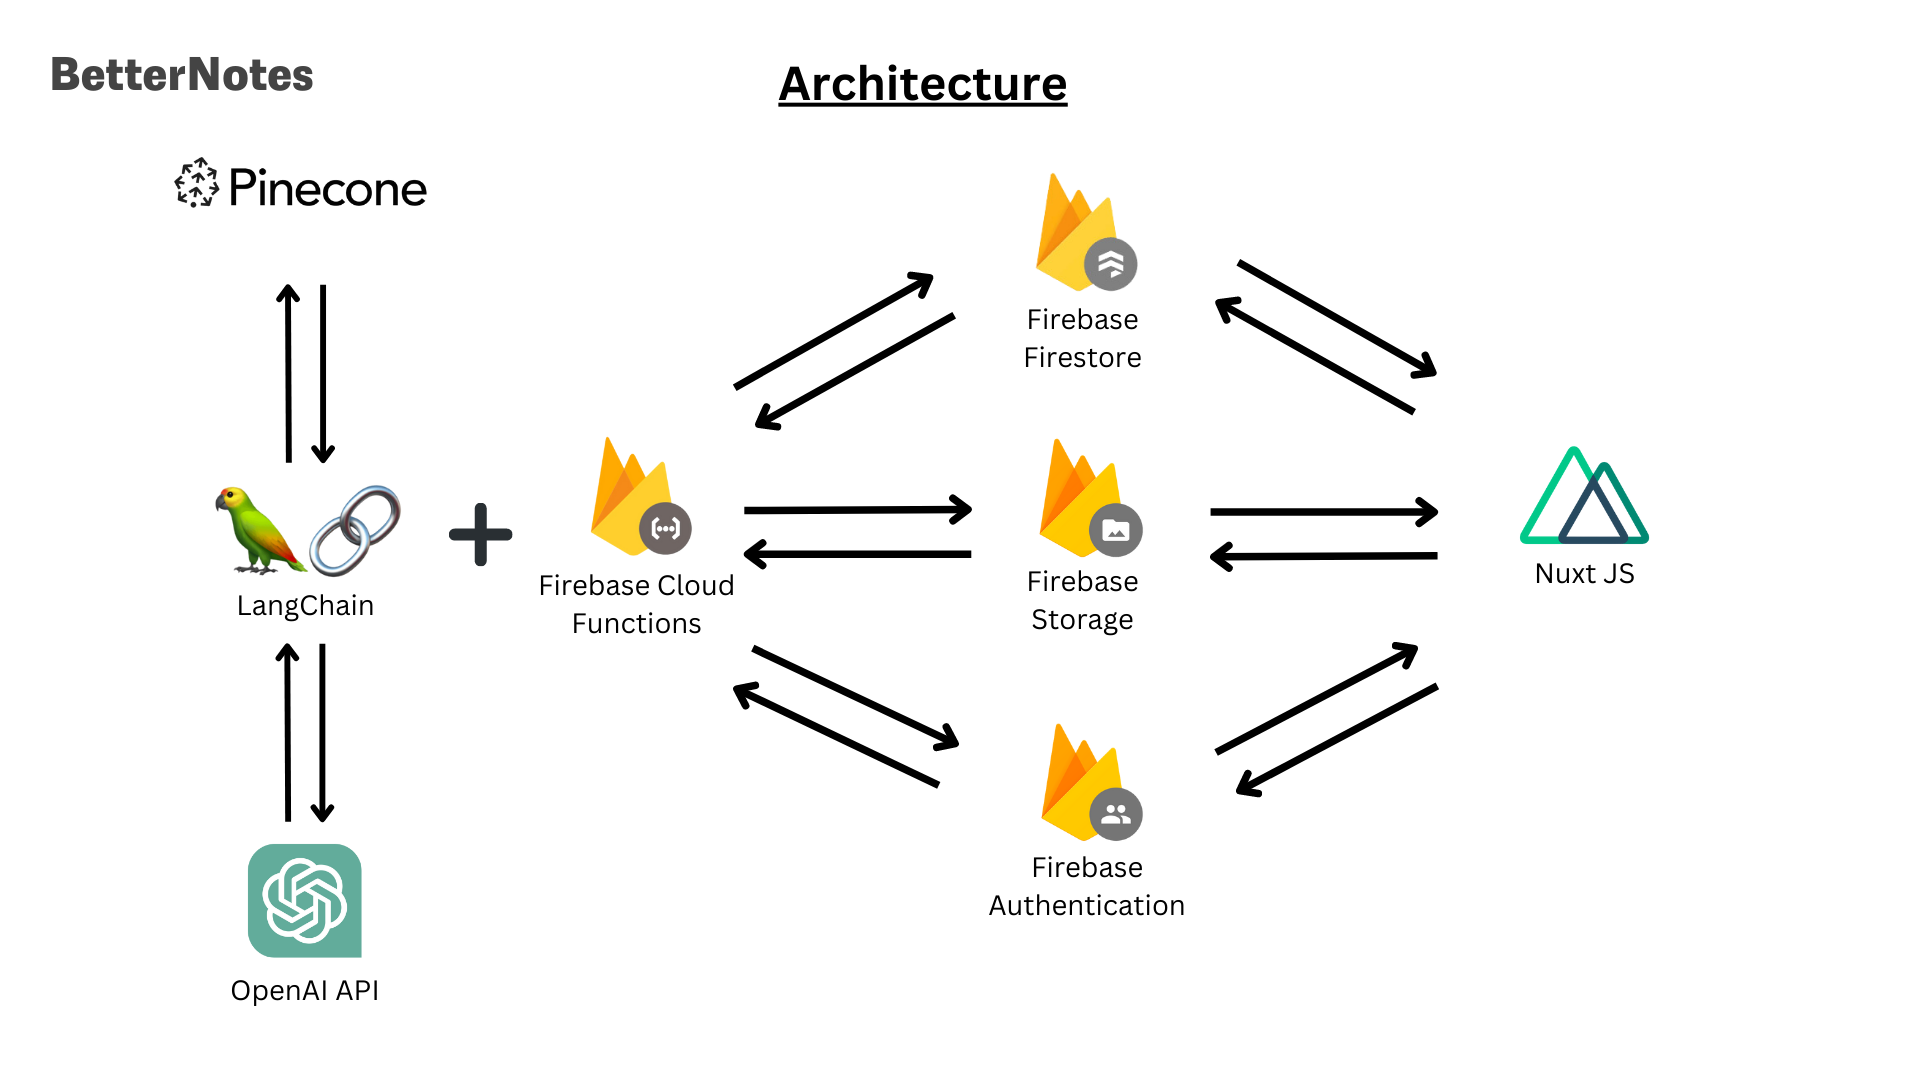 BetterNotes
Architecture
Pinecone
Firebase
Firestore
LangChain
Firebase Cloud
Functions
Firebase
Storage
Nuxt JS
Firebase
Authentication
OpenAI API